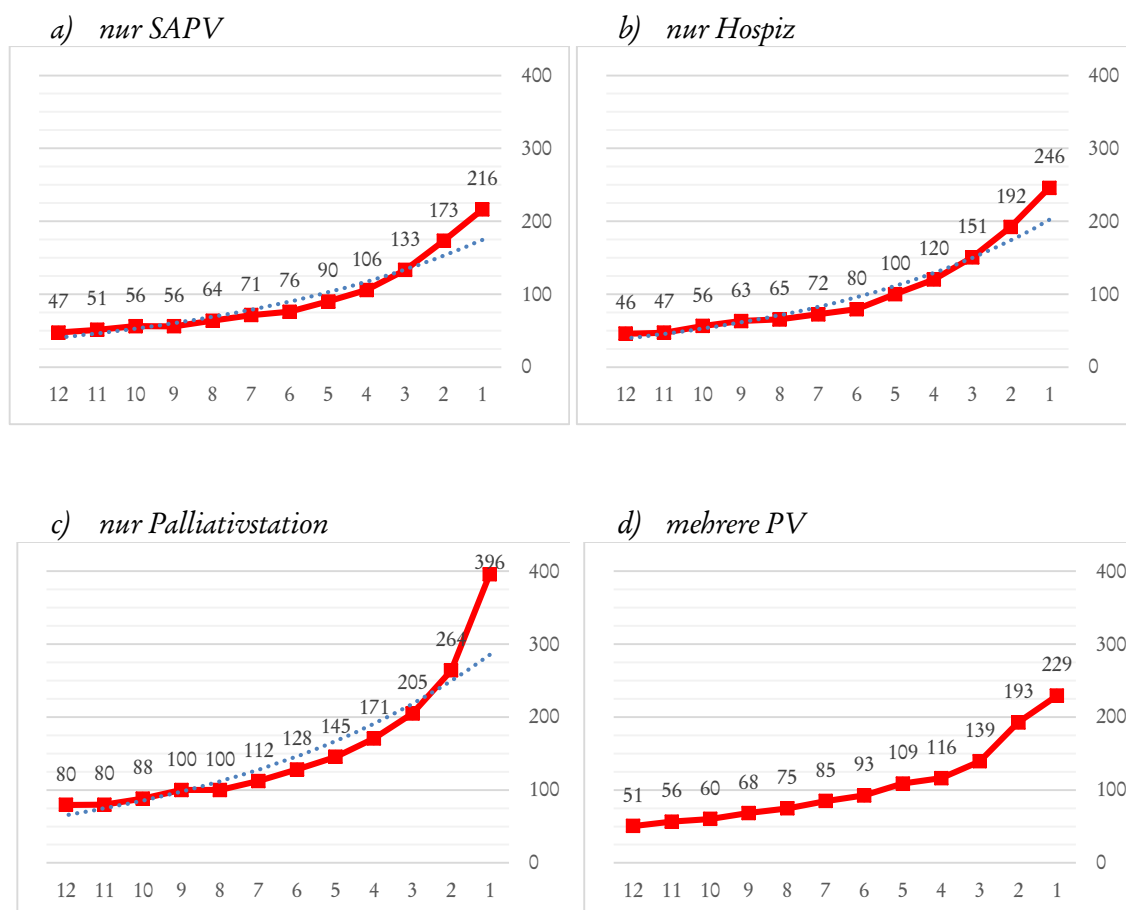 a) nur SAPV
400
300
200
100
0
47 51 56 56 64 71 76 90 106 133 173 216
12 11 10 9 8 7 6 5 4 3 2 1
b) nur Hospiz
400
300
200
100
0
46 47 56 63 65 72 80 100 120 151 192 246
12 11 10 9 8 7 6 5 4 3 2 1
c) nur Palliativstation
400
300
200
100
0
80 80 88 100 100 112 128 145 171 205 264 396
12 11 10 9 8 7 6 5 4 3 2 1
d) mehrere PV
400
300
200
100
0
51 56 60 68 75 85 93 109 116 139 193 229
12 11 10 9 8 7 6 5 4 3 2 1